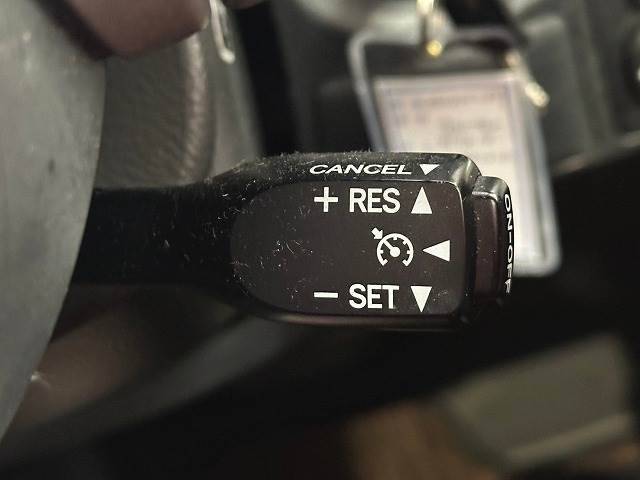 CANCEL ▼
+ RES ▲
◀
− SET ▼
ON-OFF